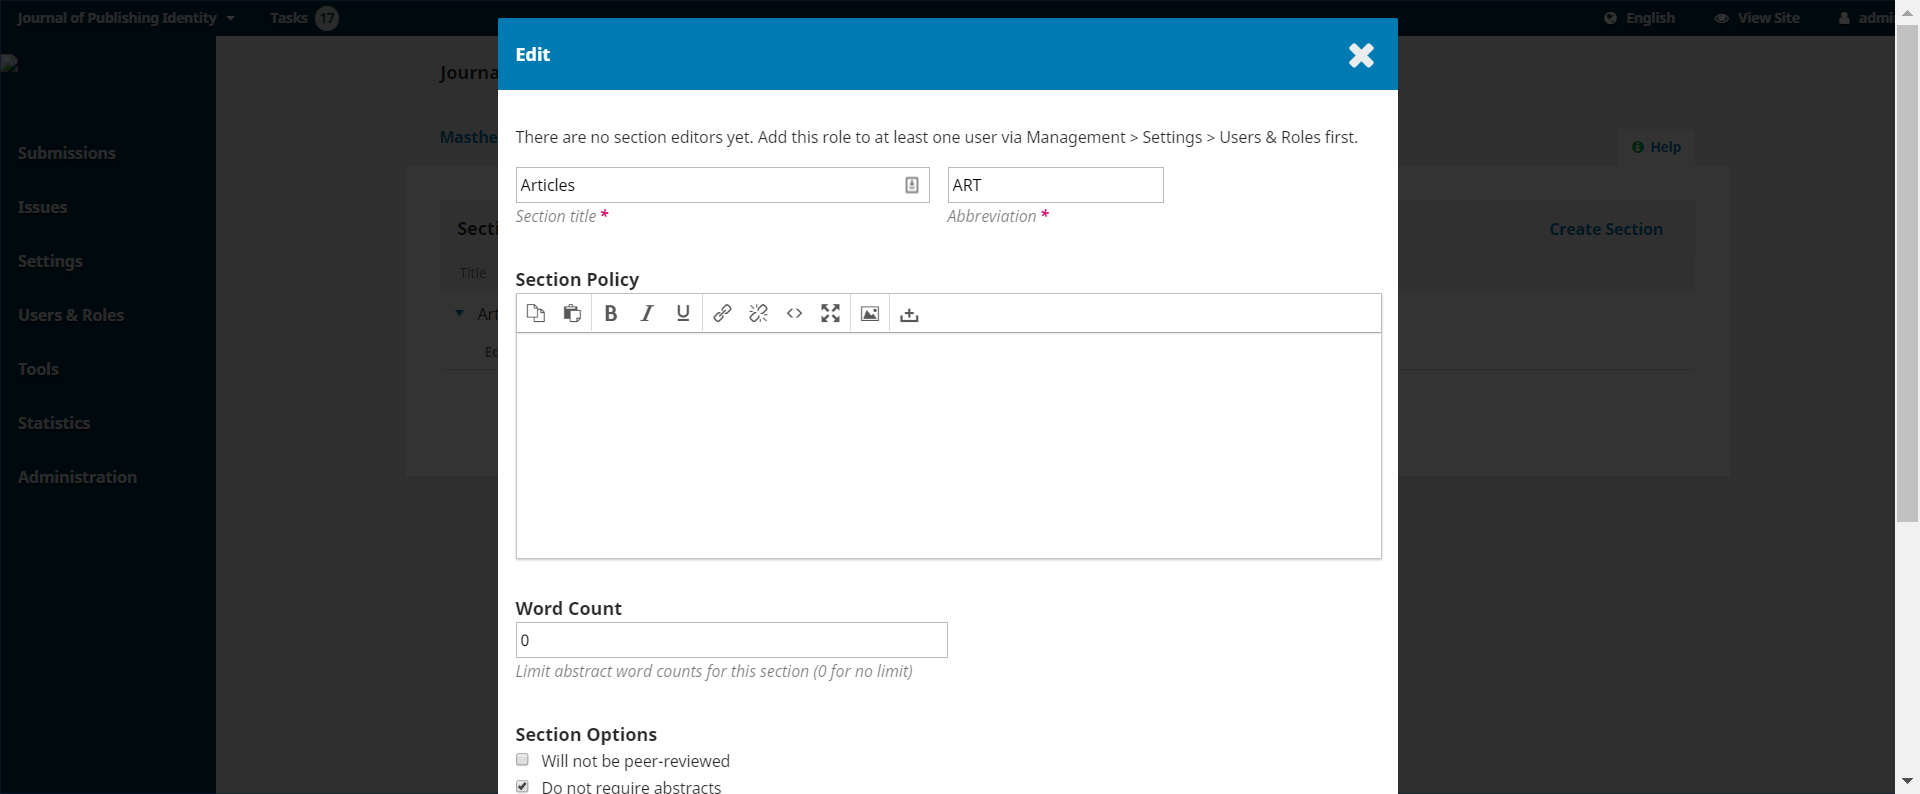 Journal of Publishing Identity Tasks 17 English View Site admi
Edit
Journa
Masthe
Help
Submissions
Issues
Settings
Users & Roles
Tools
Statistics
Administration
Secti
Create Section
Title
Art
Ed
There are no section editors yet. Add this role to at least one user via Management > Settings > Users & Roles first.
Articles ART
Section title * Abbreviation *
Section Policy
B I U
Word Count
0
Limit abstract word counts for this section (0 for no limit)
Section Options
Will not be peer-reviewed
Do not require abstracts